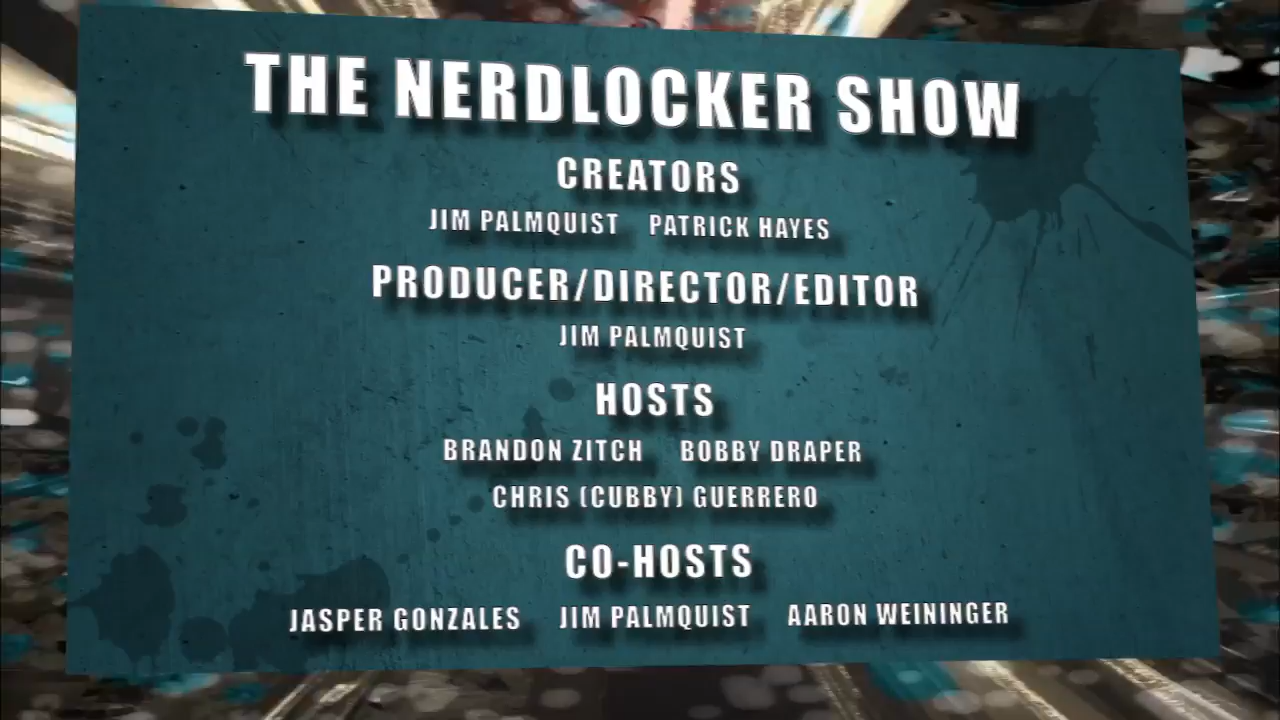 THE NERDLOCKER SHOW
CREATORS
JIM PALMQUIST PATRICK HAYES
PRODUCER/DIRECTOR/EDITOR
JIM PALMQUIST
HOSTS
BRANDON ZITCH BOBBY DRAPER
CHRIS (CUBBY) GUERRERO
CO-HOSTS
JASPER GONZALES JIM PALMQUIST AARON WEININGER